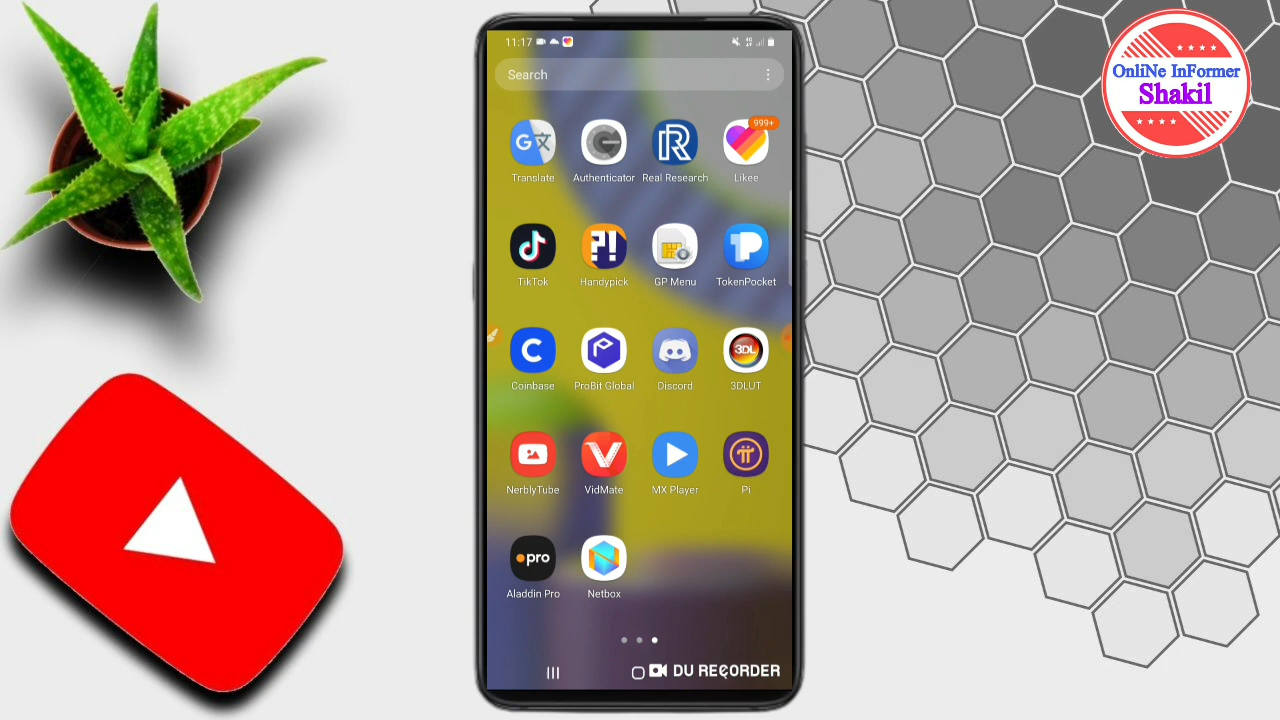 OnliNe InFormer
Shakil
11:17
Search
999+
Translate
Authenticator
Real Research
Likee
TikTok
Handypick
GP Menu
TokenPocket
Coinbase
ProBit Global
Discord
3DL
3DLUT
NerblyTube
VidMate
MX Player
Pi
pro
Aladdin Pro
Netbox
DU RECORDER